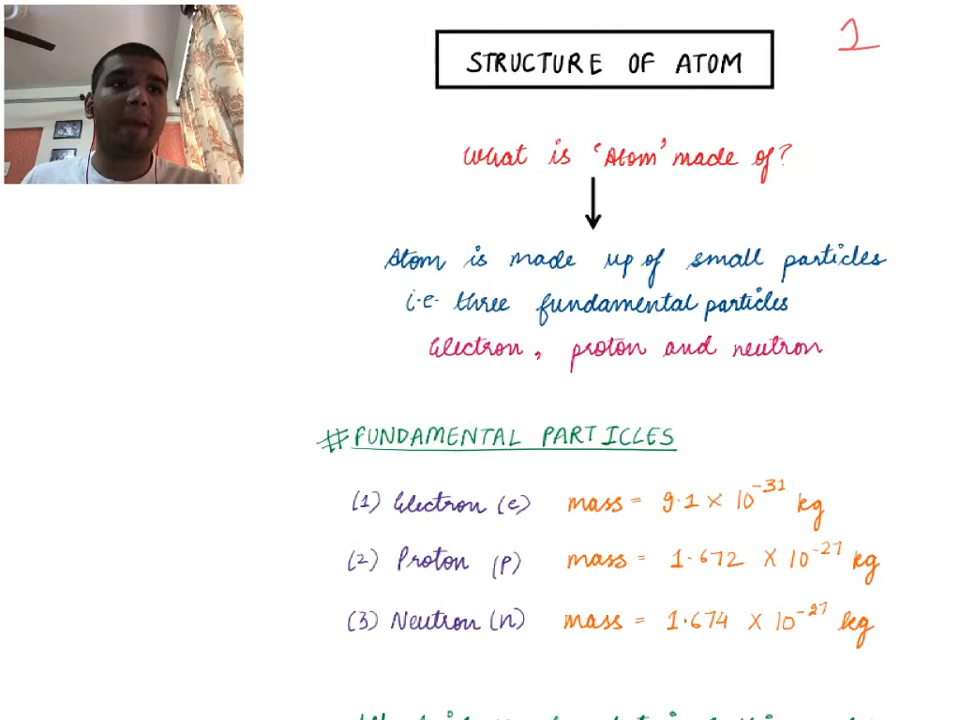 1
STRUCTURE OF ATOM
What is 'Atom' made of?
Atom is made up of small particles
i.e. three fundamental particles
Electron, proton and neutron
#FUNDAMENTAL PARTICLES
(1) Electron (e) mass = 9.1 × 10⁻³¹ kg
(2) Proton (P) mass = 1.672 × 10⁻²⁷ kg
(3) Neutron (n) mass = 1.674 × 10⁻²⁷ kg